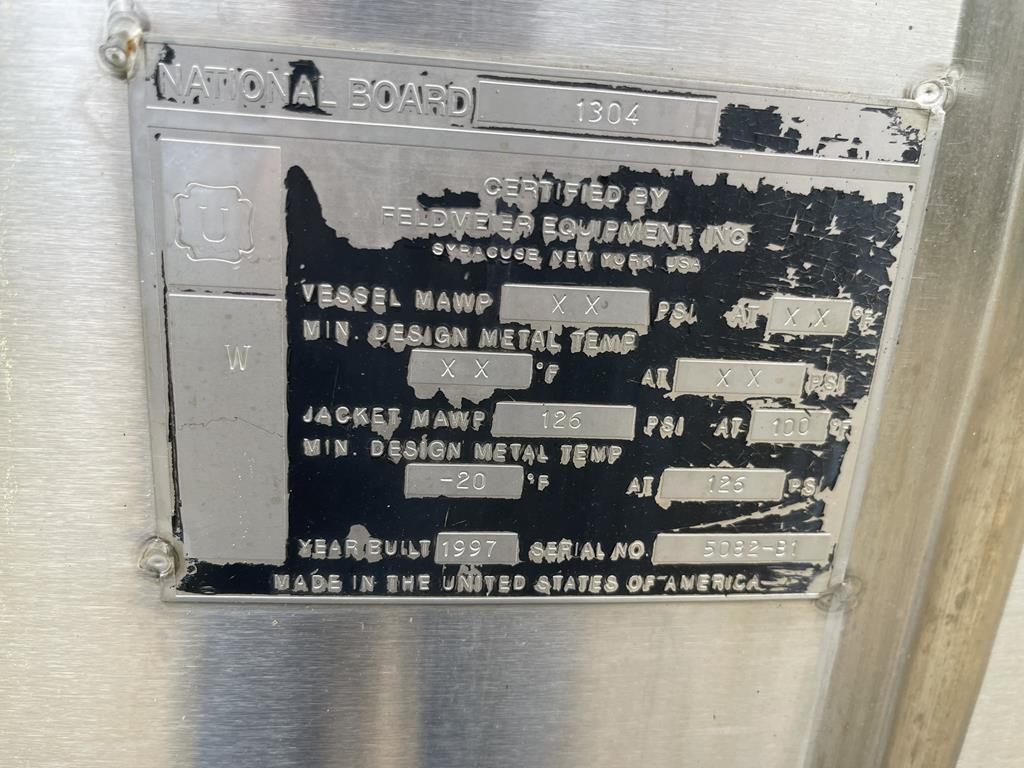 NATIONAL BOARD 1304
U
CERTIFIED BY
FELDMEIER EQUIPMENT, INC
SYRACUSE, NEW YORK USA
VESSEL MAWP X X PSI AT X X °F
MIN. DESIGN METAL TEMP
X X °F AT X X PSI
W
JACKET MAWP 126 PSI AT 100 °F
MIN. DESIGN METAL TEMP
-20 °F AT 126 PSI
YEAR BUILT 1997 SERIAL NO.
MADE IN THE UNITED STATES OF AMERICA